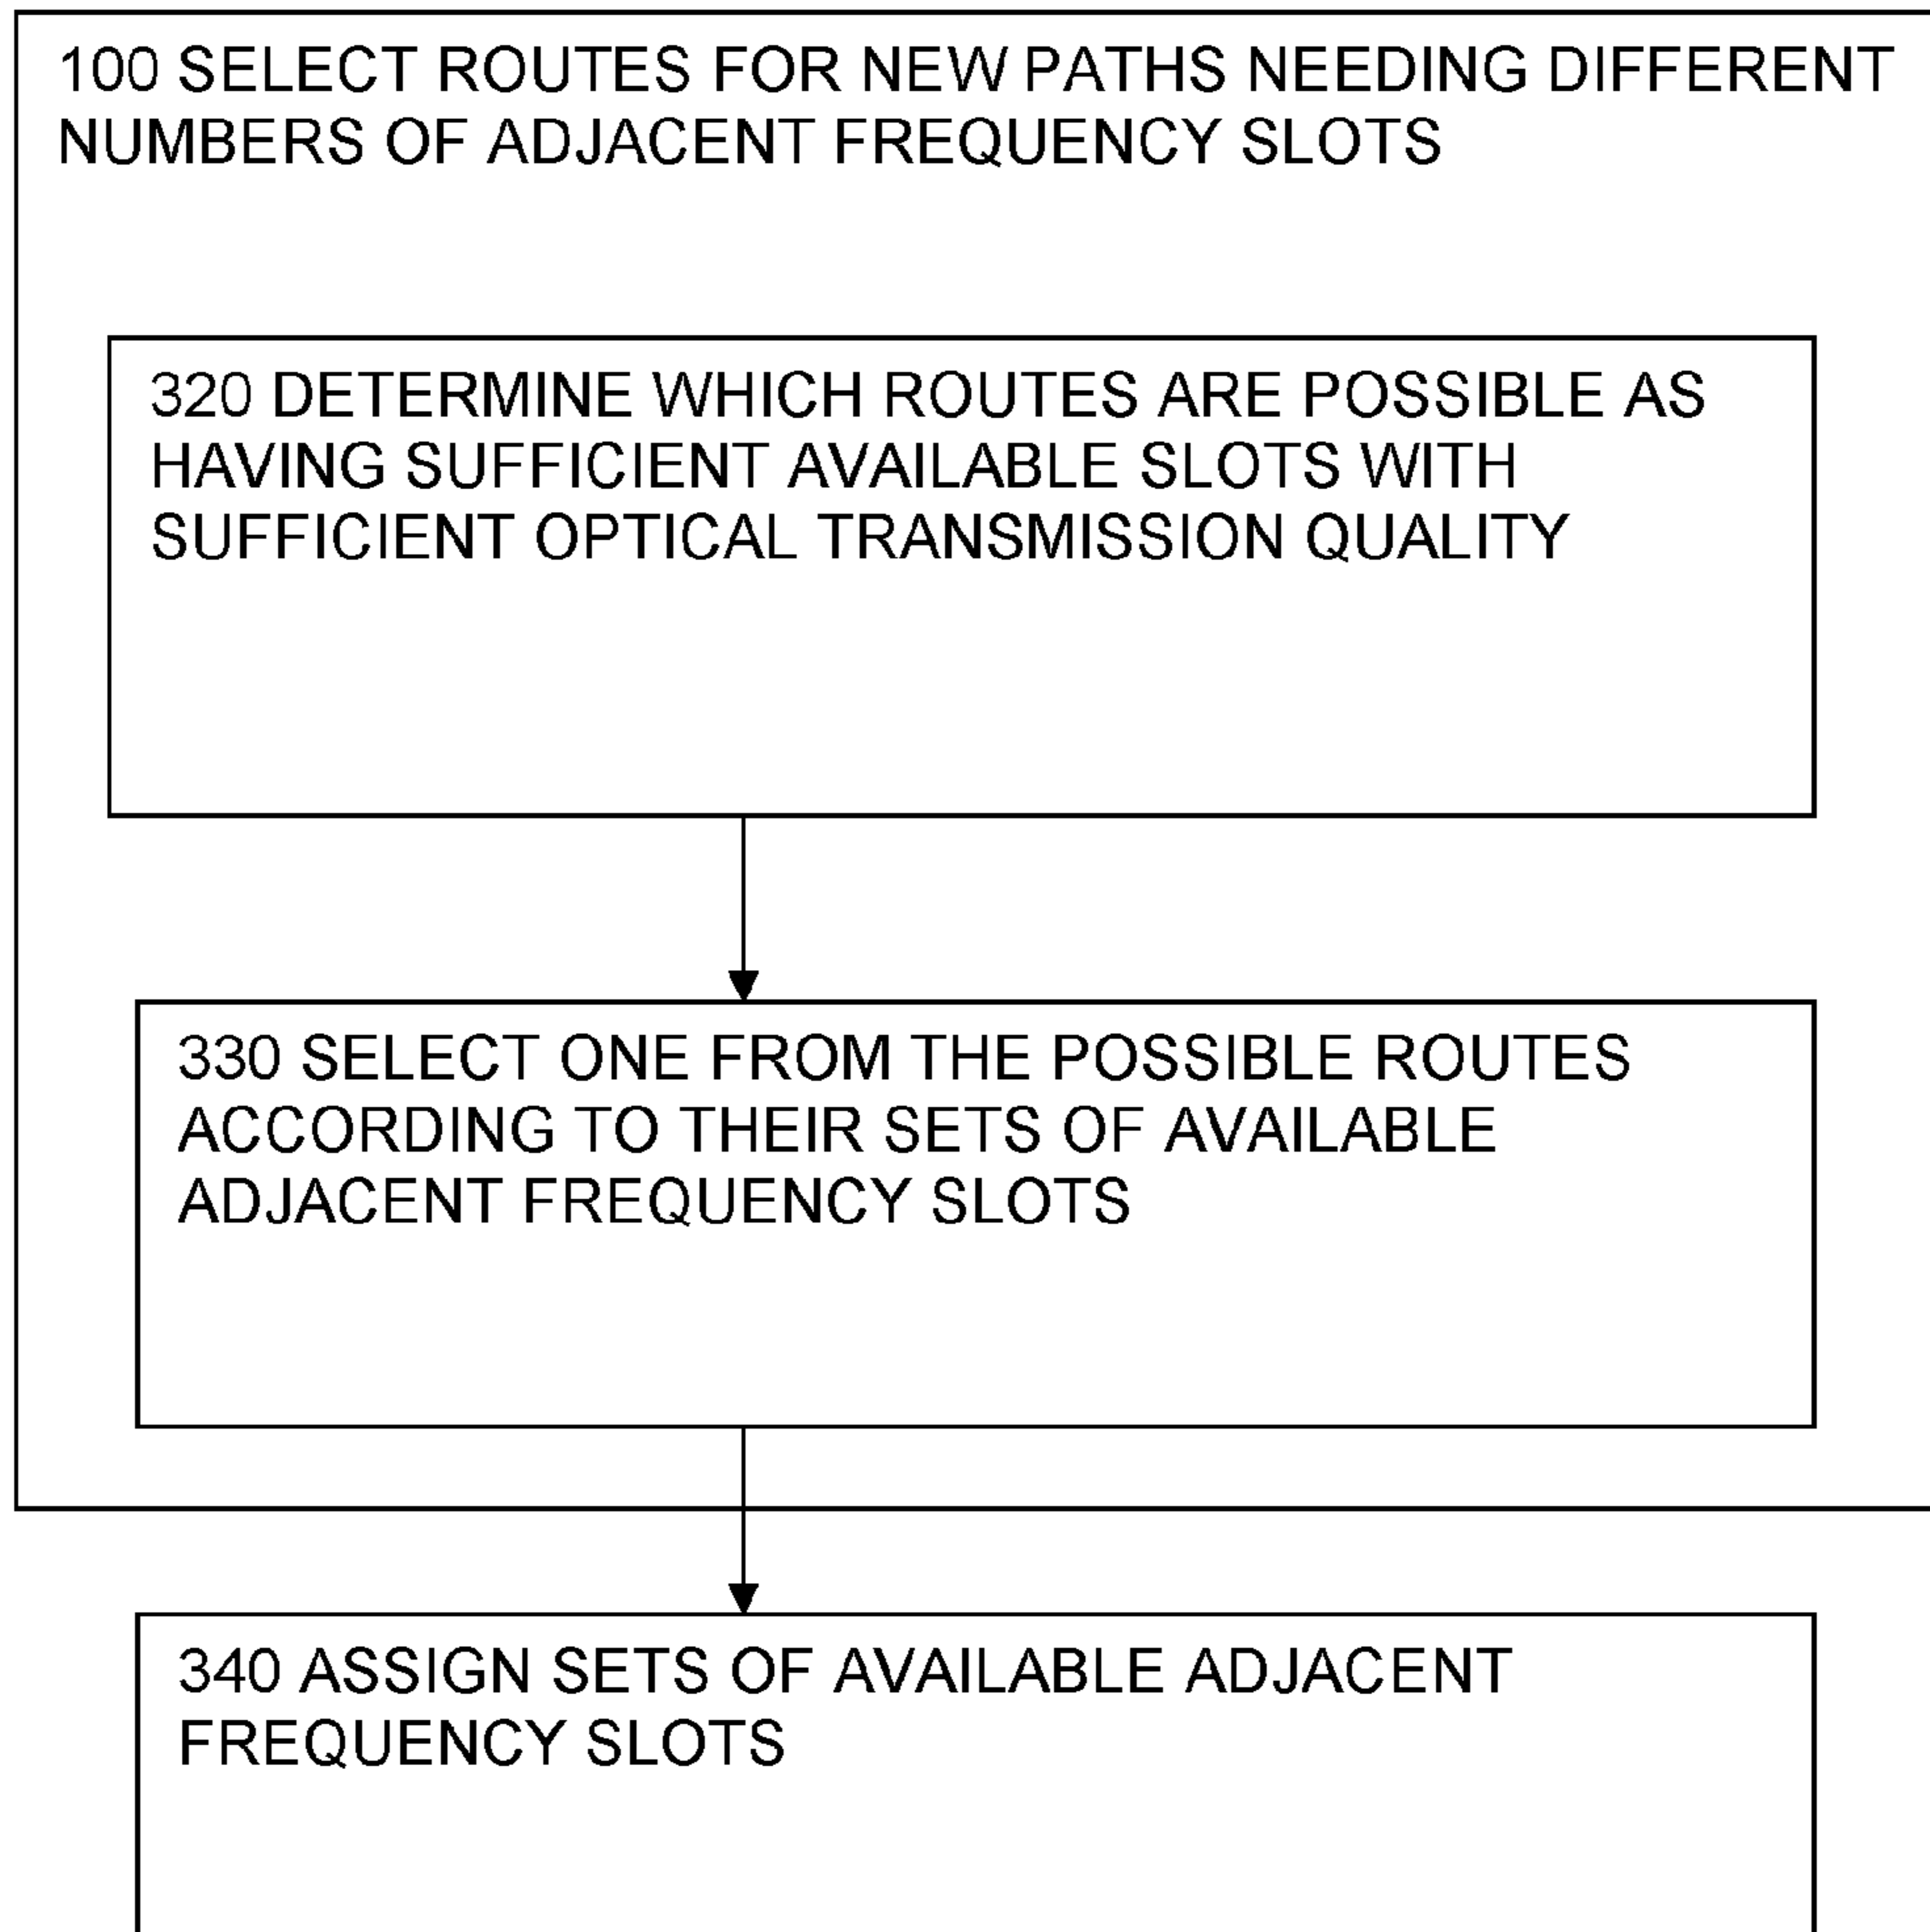 100 SELECT ROUTES FOR NEW PATHS NEEDING DIFFERENT
NUMBERS OF ADJACENT FREQUENCY SLOTS
320 DETERMINE WHICH ROUTES ARE POSSIBLE AS
HAVING SUFFICIENT AVAILABLE SLOTS WITH
SUFFICIENT OPTICAL TRANSMISSION QUALITY
330 SELECT ONE FROM THE POSSIBLE ROUTES
ACCORDING TO THEIR SETS OF AVAILABLE
ADJACENT FREQUENCY SLOTS
340 ASSIGN SETS OF AVAILABLE ADJACENT
FREQUENCY SLOTS